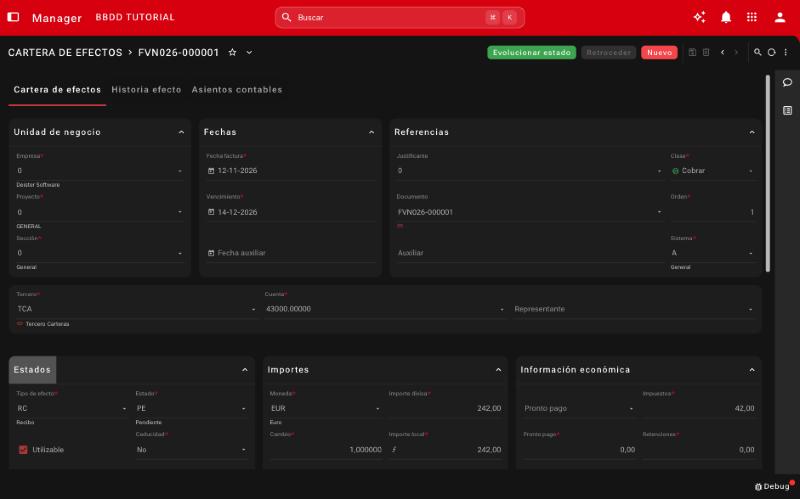 Manager BBDD TUTORIAL Buscar ⌘ K
CARTERA DE EFECTOS > FVN026-000001 Evolucionar estado Retroceder Nuevo
Cartera de efectos Historia efecto Asientos contables
Unidad de negocio Fechas Referencias
Empresa* Fecha factura* Justificante Clase*
0 12-11-2026 0 Cobrar
Deister Software
Proyecto* Vencimiento* Documento Orden*
0 14-12-2026 FVN026-000001 1
GENERAL
Sección* Sistema*
0 Fecha auxiliar Auxiliar A
General General
Tercero* Cuenta*
TCA 43000.00000 Representante
Tercero Carteras
Estados Importes Información económica
Tipo de efecto* Estado* Moneda* Importe divisa* Impuestos*
RC PE EUR 242,00 Pronto pago 42,00
Recibo Pendiente Euro
Caducidad* Cambio* Importe local* Pronto pago* Retenciones*
Utilizable No 1,000000 ƒ 242,00 0,00 0,00
Debug